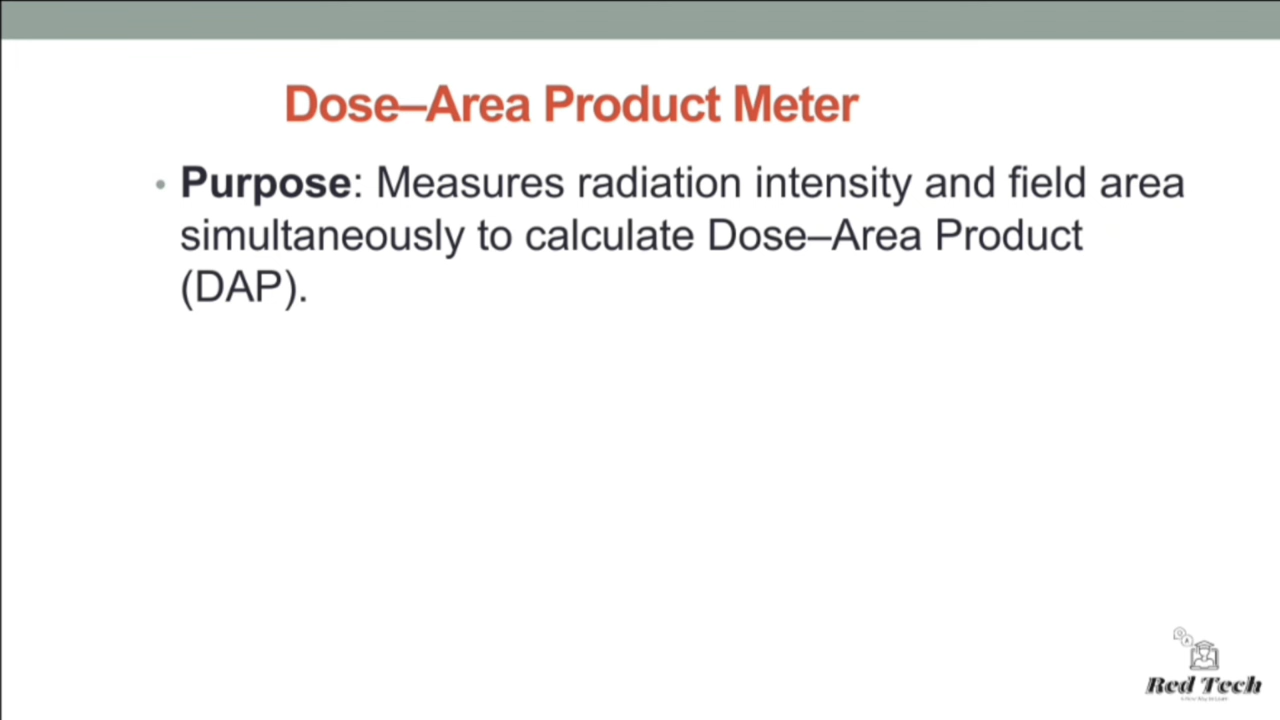 Dose–Area Product Meter
• Purpose: Measures radiation intensity and field area
simultaneously to calculate Dose–Area Product
(DAP).
Red Tech